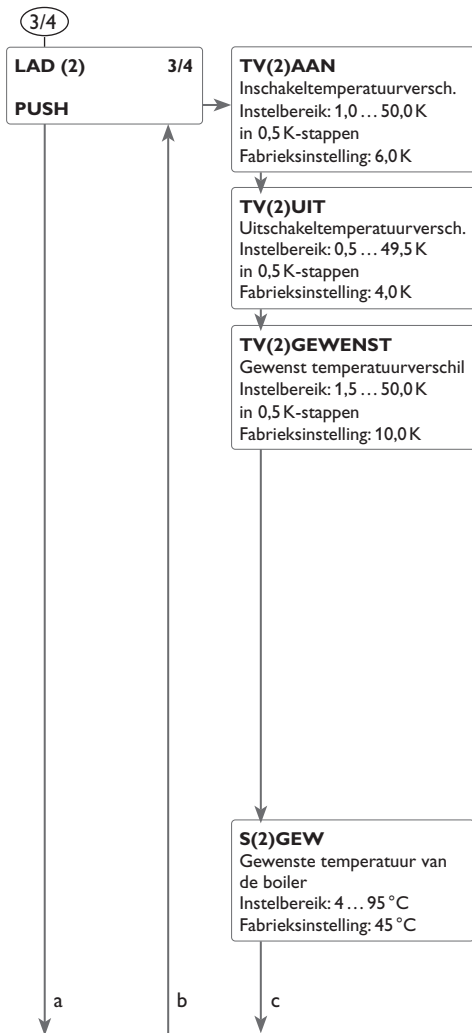 3/4
LAD (2) 3/4
PUSH
TV(2)AAN
Inschakeltemperatuurversch.
Instelbereik: 1,0 … 50,0 K
in 0,5 K-stappen
Fabrieksinstelling: 6,0 K
TV(2)UIT
Uitschakeltemperatuurversch.
Instelbereik: 0,5 … 49,5 K
in 0,5 K-stappen
Fabrieksinstelling: 4,0 K
TV(2)GEWENST
Gewenst temperatuurverschil
Instelbereik: 1,5 … 50,0 K
in 0,5 K-stappen
Fabrieksinstelling: 10,0 K
S(2)GEW
Gewenste temperatuur van
de boiler
Instelbereik: 4 … 95 °C
Fabrieksinstelling: 45 °C
a b c